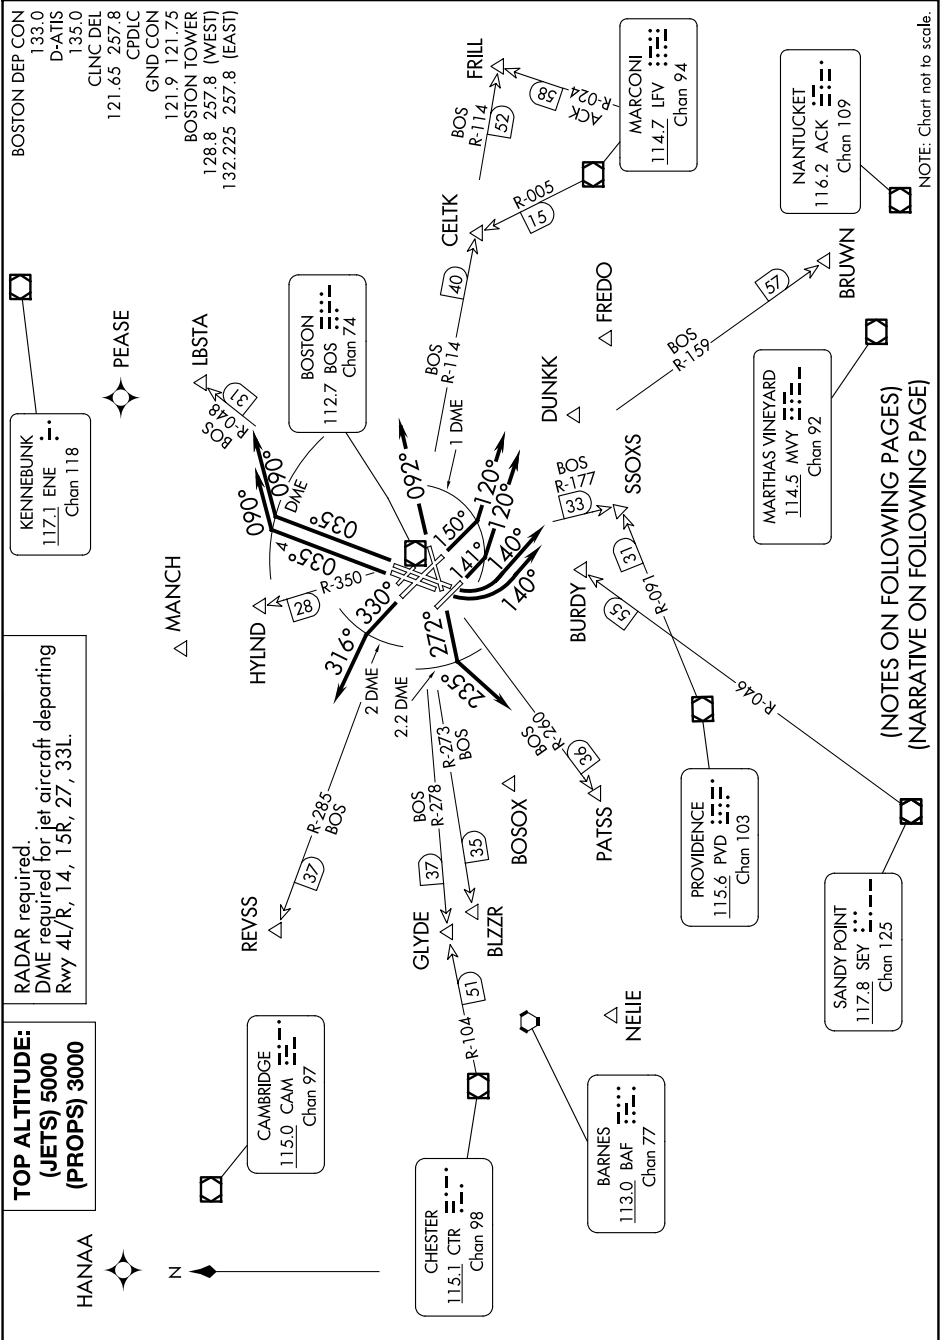 TOP ALTITUDE:
(JETS) 5000
(PROPS) 3000
RADAR required.
DME required for jet aircraft departing
Rwy 4L/R, 14, 15R, 27, 33L.
BOSTON DEP CON
133.0
D-ATIS
135.0
CLNC DEL
121.65 257.8
CPDLC
GND CON
121.9 121.75
BOSTON TOWER
128.8 257.8 (WEST)
132.225 257.8 (EAST)
HANAA
N
KENNEBUNK
117.1 ENE
Chan 118
PEASE
MANCH
LBSTA
31
BOS
R-048
CAMBRIDGE
115.0 CAM
Chan 97
REVSS
37
R-285
BOS
HYLND
28
R-350
4
DME
090°
090°
035°
035°
BOSTON
112.7 BOS
Chan 74
316°
330°
2 DME
2.2 DME
272°
235°
092°
1 DME
150°
120°
141°
120°
140°
140°
BOS
R-114
40
CELTK
BOS
R-114
52
FRILL
58
ACK
R-024
R-005
15
MARCONI
114.7 LFV
Chan 94
CHESTER
115.1 CTR
Chan 98
R-104
51
GLYDE
37
BOS
R-278
BLZZR
35
R-273
BOS
BOSOX
BARNES
113.0 BAF
Chan 77
NELIE
PATSS
36
BOS
R-260
BURDY
55
R-046
SSOXS
33
BOS
R-177
31
R-091
DUNKK
FREDO
BOS
R-159
57
BRUWN
PROVIDENCE
115.6 PVD
Chan 103
SANDY POINT
117.8 SEY
Chan 125
MARTHAS VINEYARD
114.5 MVY
Chan 92
NANTUCKET
116.2 ACK
Chan 109
(NOTES ON FOLLOWING PAGES)
(NARRATIVE ON FOLLOWING PAGE)
NOTE: Chart not to scale.